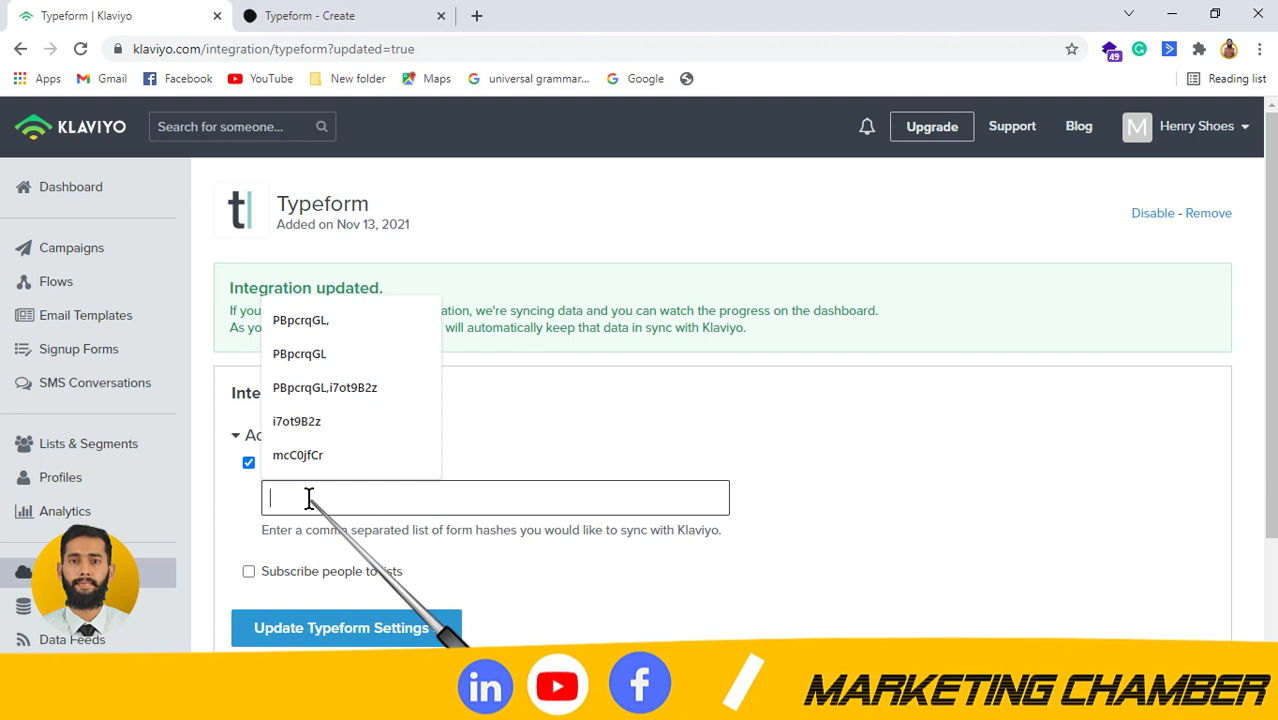 Typeform | Klaviyo
Typeform - Create
klaviyo.com/integration/typeform?updated=true
49
Apps
Gmail
Facebook
YouTube
New folder
Maps
universal grammar...
Google
Reading list
KLAVIYO
Search for someone...
Upgrade
Support
Blog
M
Henry Shoes
Dashboard
Campaigns
Flows
Email Templates
Signup Forms
SMS Conversations
Lists & Segments
Profiles
Analytics
Data Feeds
t
Typeform
Added on Nov 13, 2021
Disable - Remove
Integration updated.
If you
ation, we're syncing data and you can watch the progress on the dashboard.
As yo
will automatically keep that data in sync with Klaviyo.
PBpcrqGL,
PBpcrqGL
PBpcrqGL,i7ot9B2z
i7ot9B2z
mcC0jfCr
Inte
Ac
Enter a comma separated list of form hashes you would like to sync with Klaviyo.
Subscribe people to lists
Update Typeform Settings
in
f
MARKETING CHAMBER